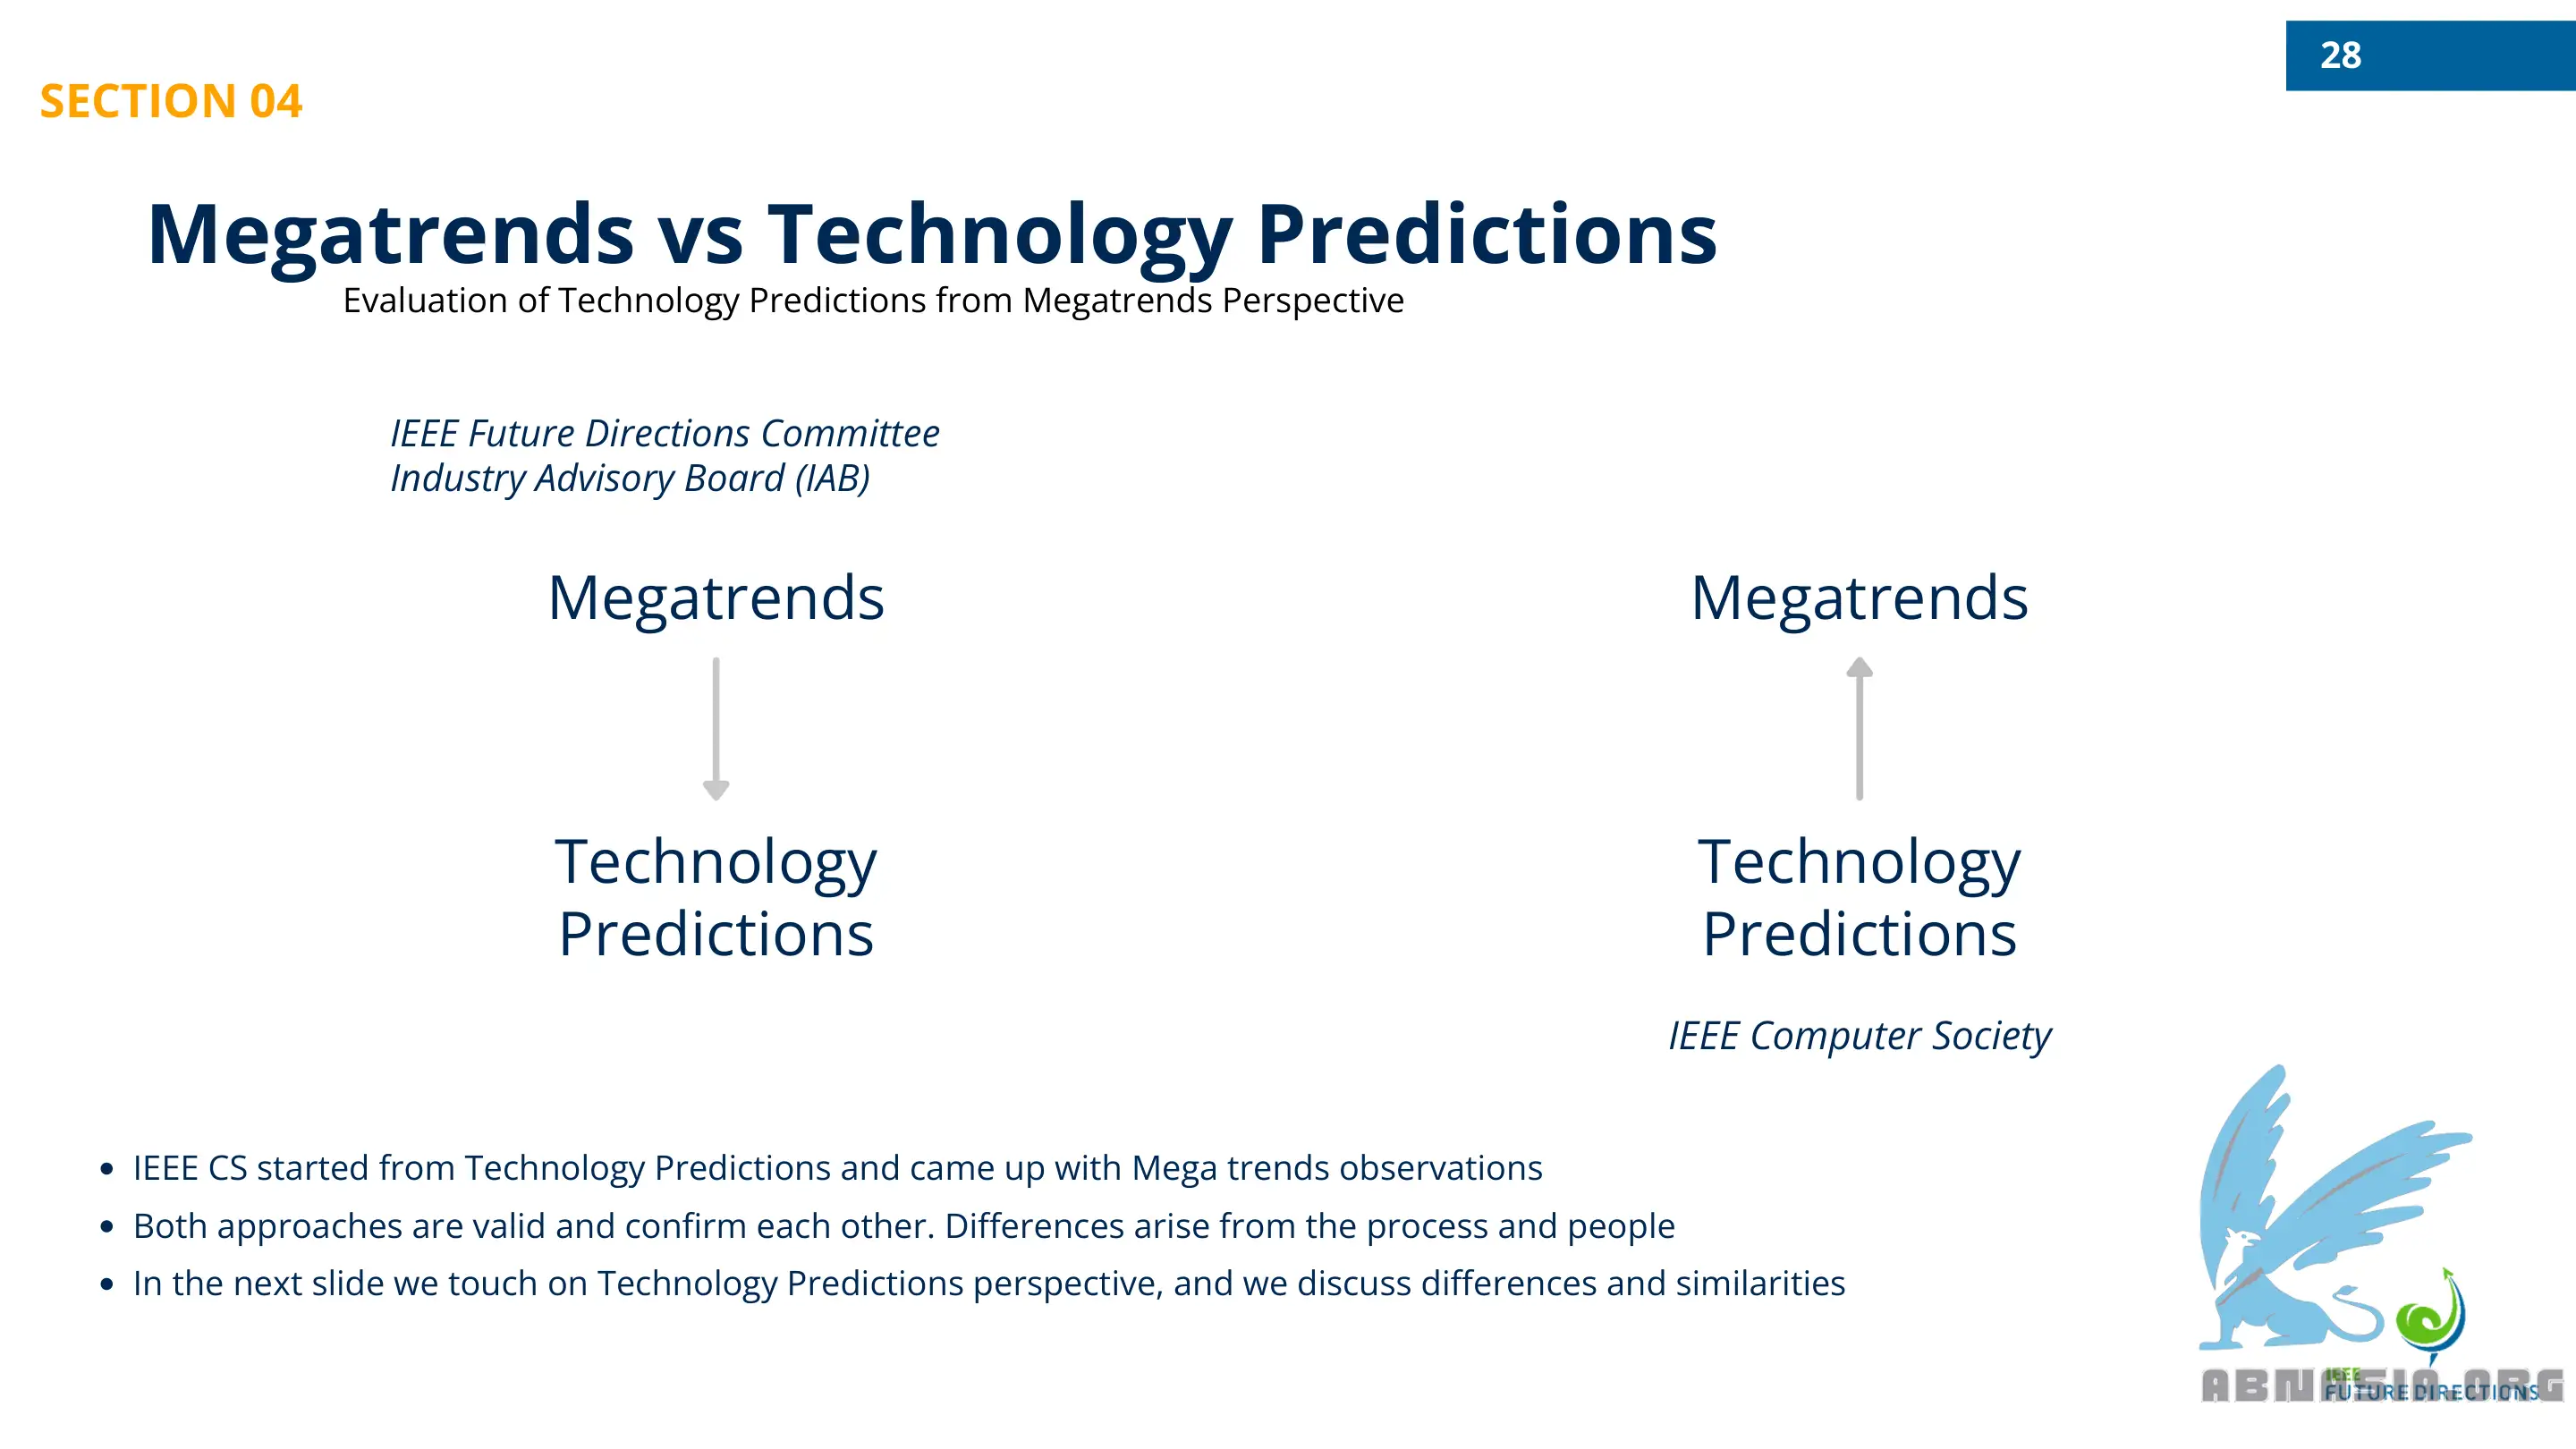 28
SECTION 04
Megatrends vs Technology Predictions
Evaluation of Technology Predictions from Megatrends Perspective
IEEE Future Directions Committee
Industry Advisory Board (IAB)
Megatrends
Technology
Predictions
Megatrends
Technology
Predictions
IEEE Computer Society
• IEEE CS started from Technology Predictions and came up with Mega trends observations
• Both approaches are valid and confirm each other. Differences arise from the process and people
• In the next slide we touch on Technology Predictions perspective, and we discuss differences and similarities
IEEE
FUTURE DIRECTIONS
ABNASIA.ORG